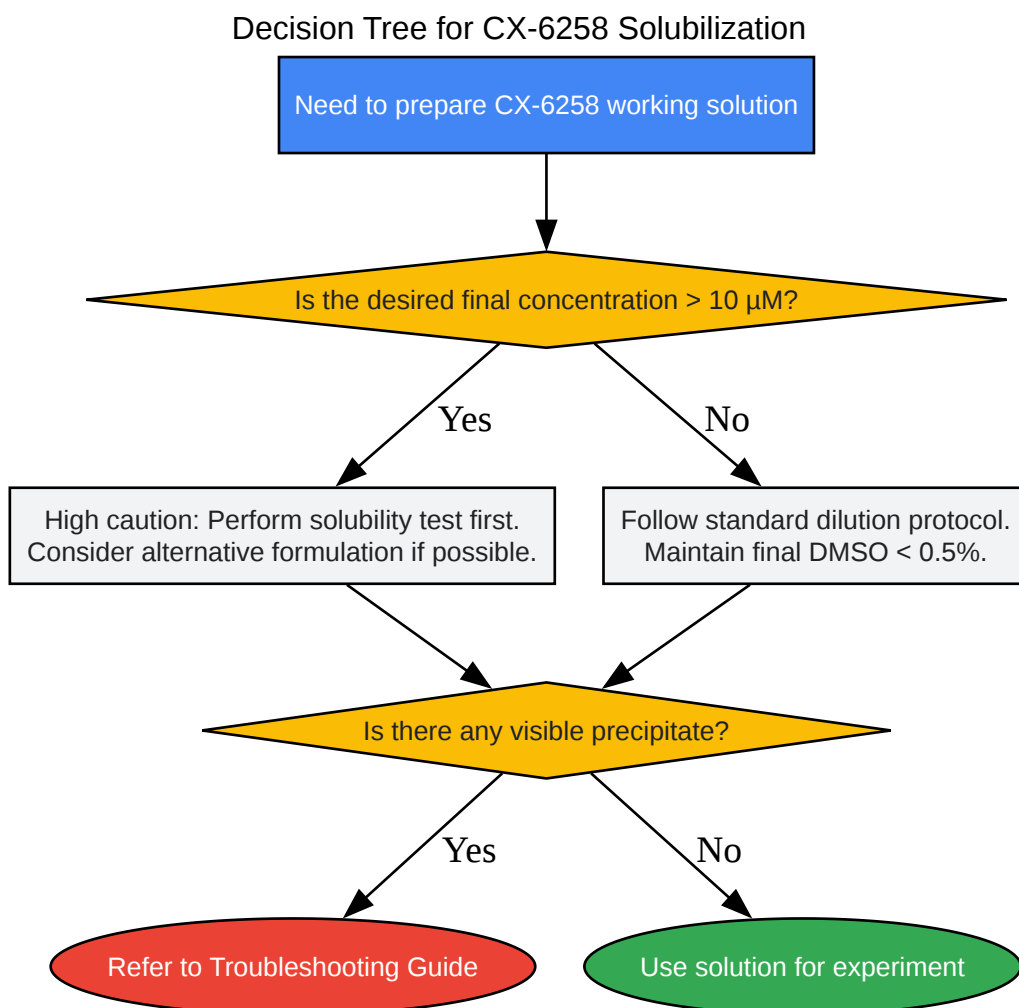 Decision Tree for CX-6258 Solubilization
Need to prepare CX-6258 working solution
Is the desired final concentration > 10 µM?
Yes
No
High caution: Perform solubility test first.
Consider alternative formulation if possible.
Follow standard dilution protocol.
Maintain final DMSO < 0.5%.
Is there any visible precipitate?
Yes
No
Refer to Troubleshooting Guide
Use solution for experiment